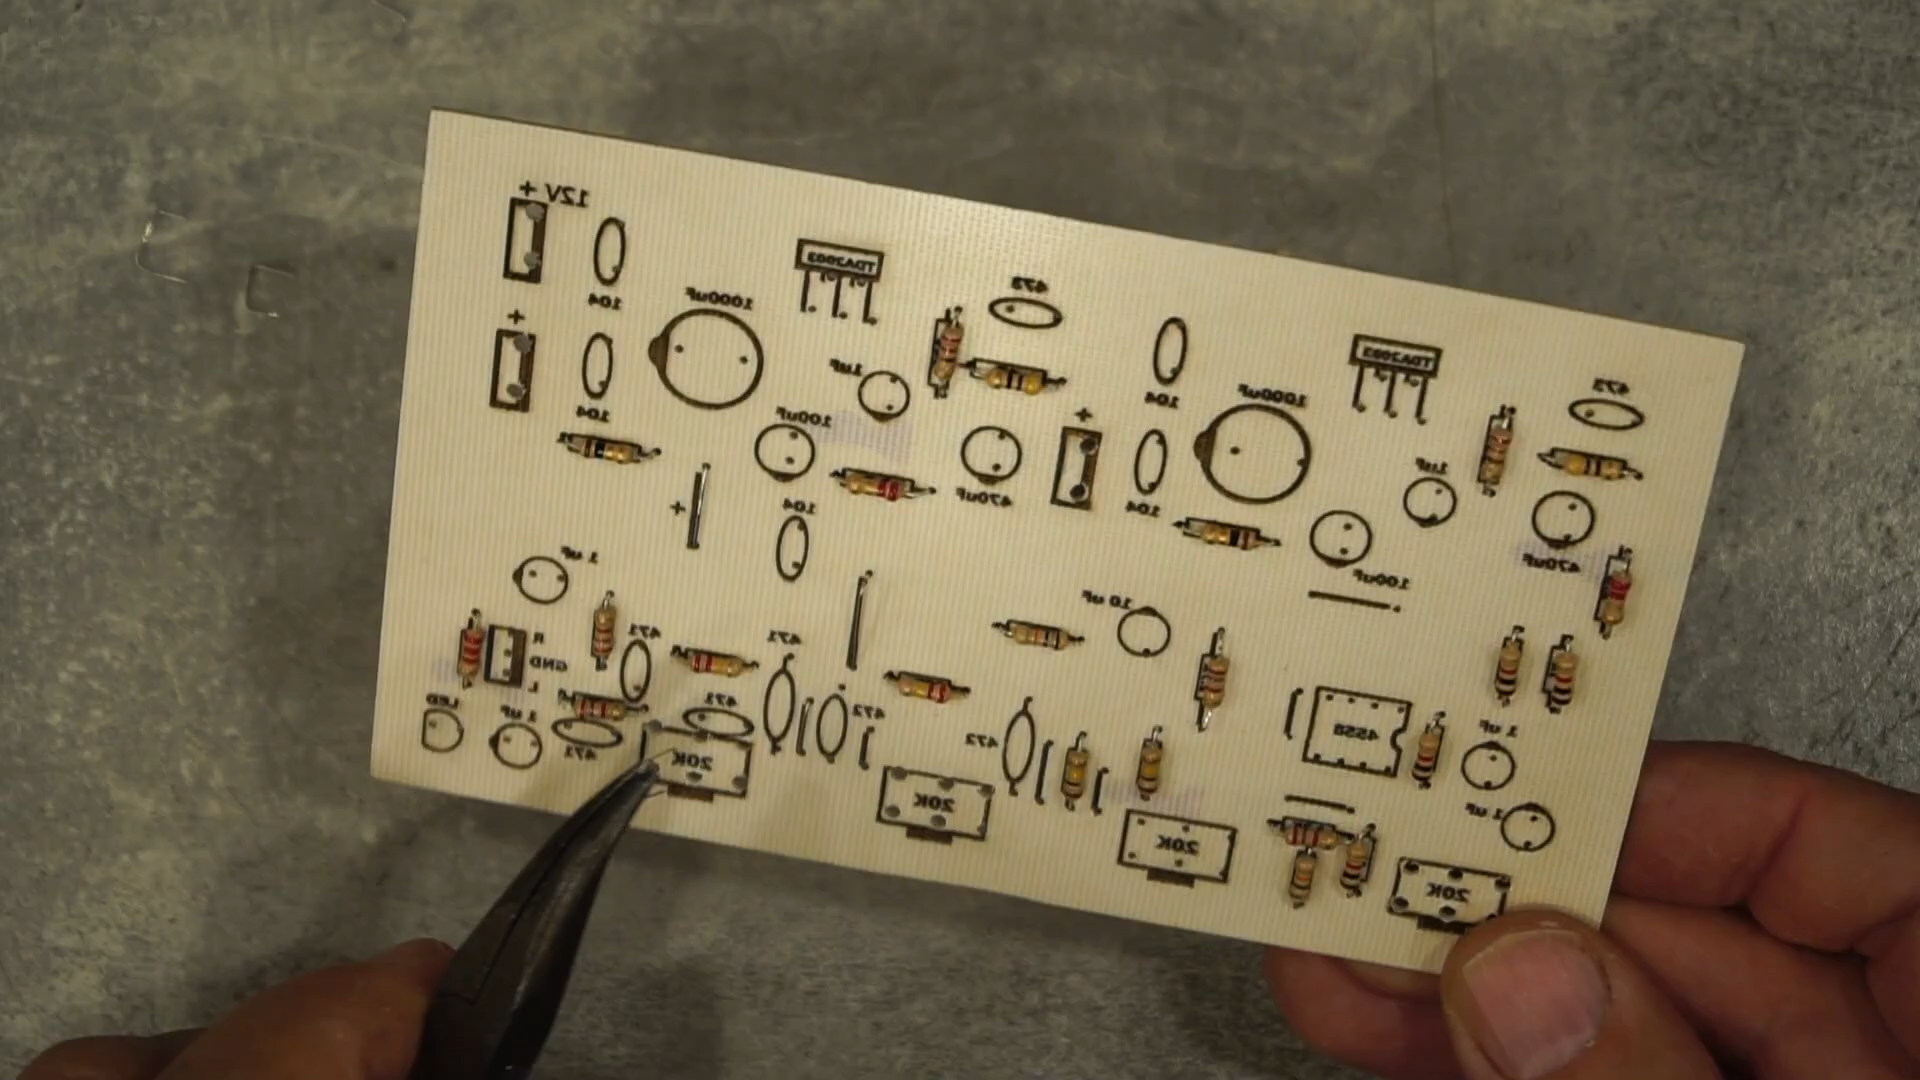 + 12V
104
+
104
1000uF
TDA2003
473
1uF
100uF
470uF
104
+
104
+
104
1000uF
TDA2003
473
1uF
100uF
470uF
1 uF
R
GND
L
LED
1 uF
471
471
471
471
20K
472
472
20K
10 uF
20K
4558
1 uF
1 uF
20K